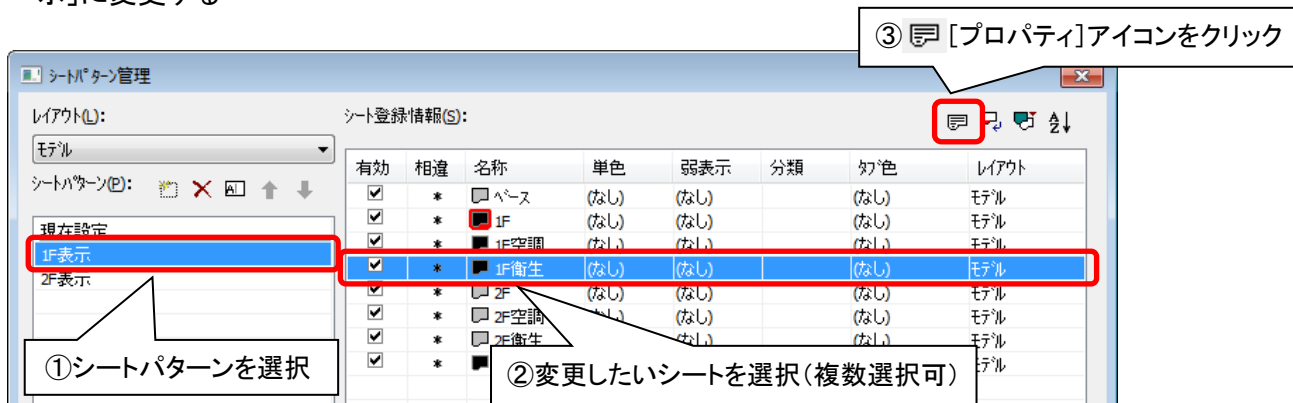 示」に変更する
③ [プロパティ]アイコンをクリック
シートパターン管理
レイアウト(L):
シート登録情報(S):
モデル
シートパターン(P):
有効 相違 名称 単色 弱表示 分類 タブ色 レイアウト
* ベース (なし) (なし) (なし) モデル
現在設定
* 1F (なし) (なし) (なし) モデル
* 1F空調 (なし) (なし) (なし) モデル
1F表示
* 1F衛生 (なし) (なし) (なし) モデル
2F表示
* 2F (なし) (なし) (なし) モデル
* 2F空調 (なし) (なし) (なし) モデル
* 2F衛生 (なし) (なし) モデル
* モデル
①シートパターンを選択
②変更したいシートを選択(複数選択可)